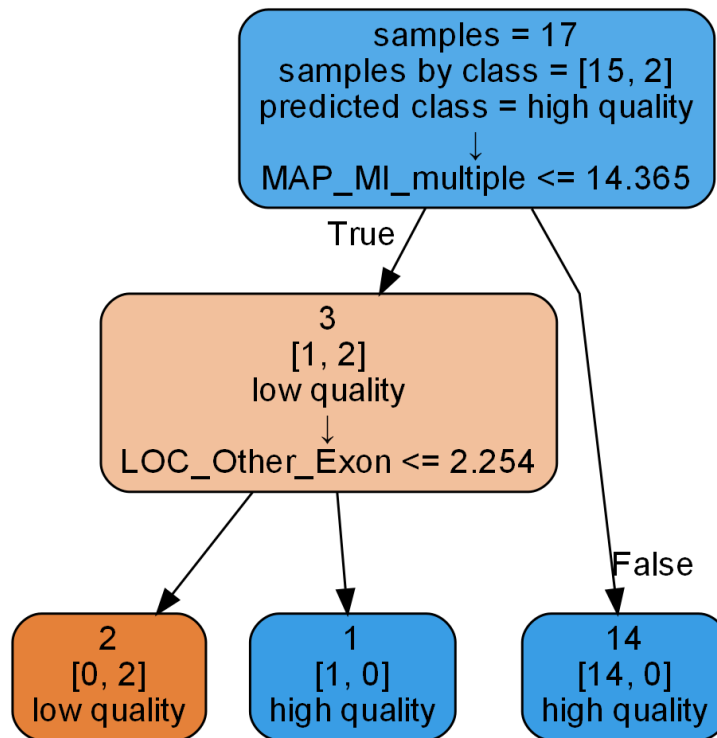 samples = 17
samples by class = [15, 2]
predicted class = high quality
↓
MAP_MI_multiple <= 14.365
True
3
[1, 2]
low quality
↓
LOC_Other_Exon <= 2.254
False
2
[0, 2]
low quality
1
[1, 0]
high quality
14
[14, 0]
high quality